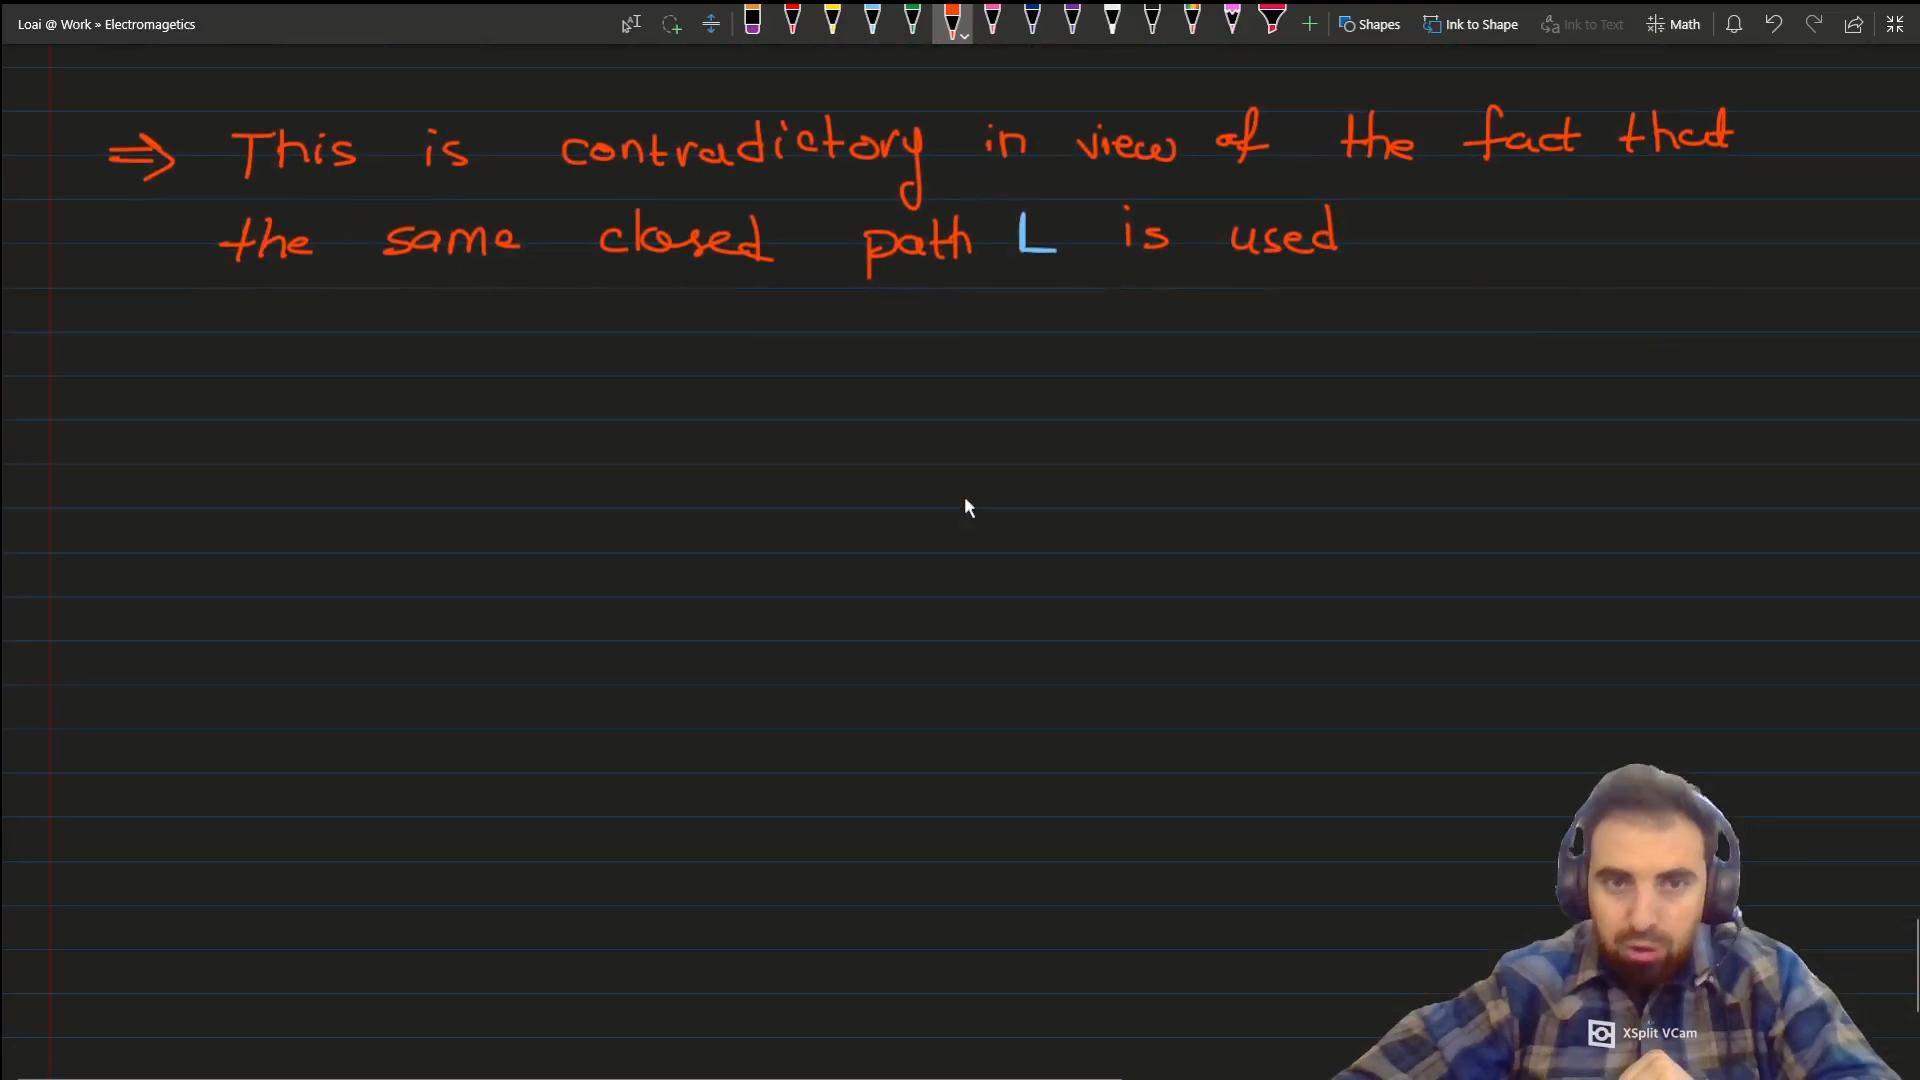 Loai @ Work » Electromagetics
Shapes
Ink to Shape
Ink to Text
Math
⇒ This is contradictory in view of the fact that
the same closed path L is used
XSplit VCam